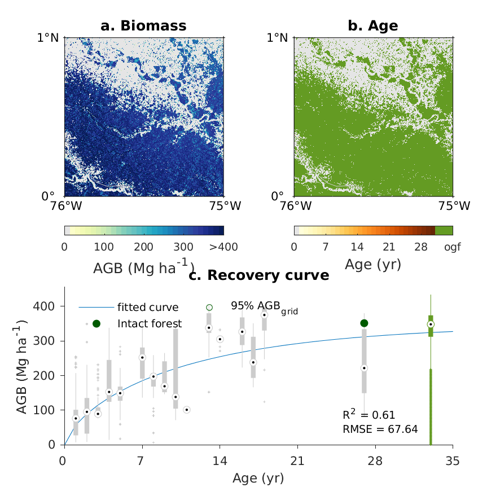 a. Biomass
b. Age
1°N
1°N
0°
0°
76°W
75°W
76°W
75°W
0 100 200 300 >400
0 7 14 21 28 ogf
AGB (Mg ha-1)
Age (yr)
c. Recovery curve
fitted curve
95% AGBgrid
Intact forest
AGB (Mg ha-1)
400
300
200
100
0
R2 = 0.61
RMSE = 67.64
0 7 14 21 28 35
Age (yr)